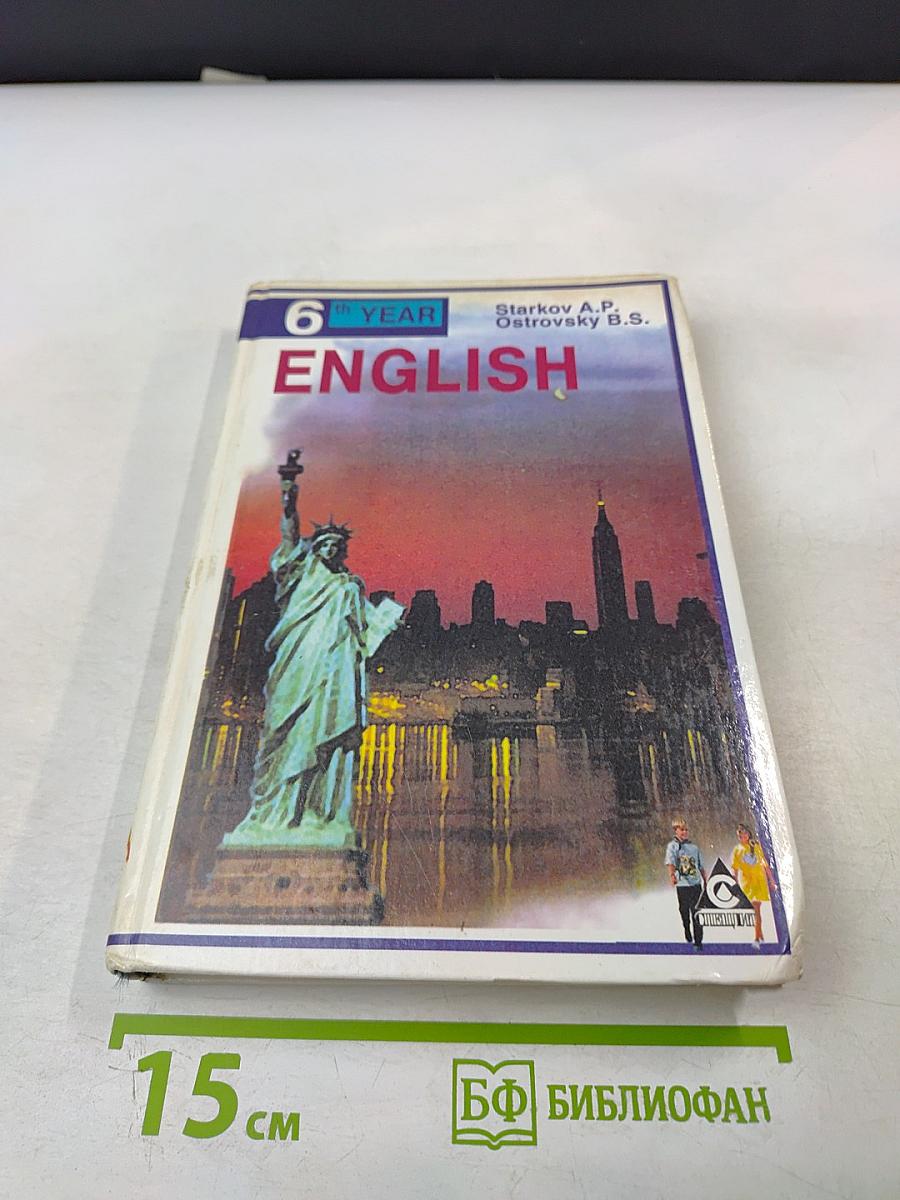 6th YEAR
Starkov A.P.
Ostrovsky B.S.
ENGLISH
15 см
БФ БИБЛИОФАН